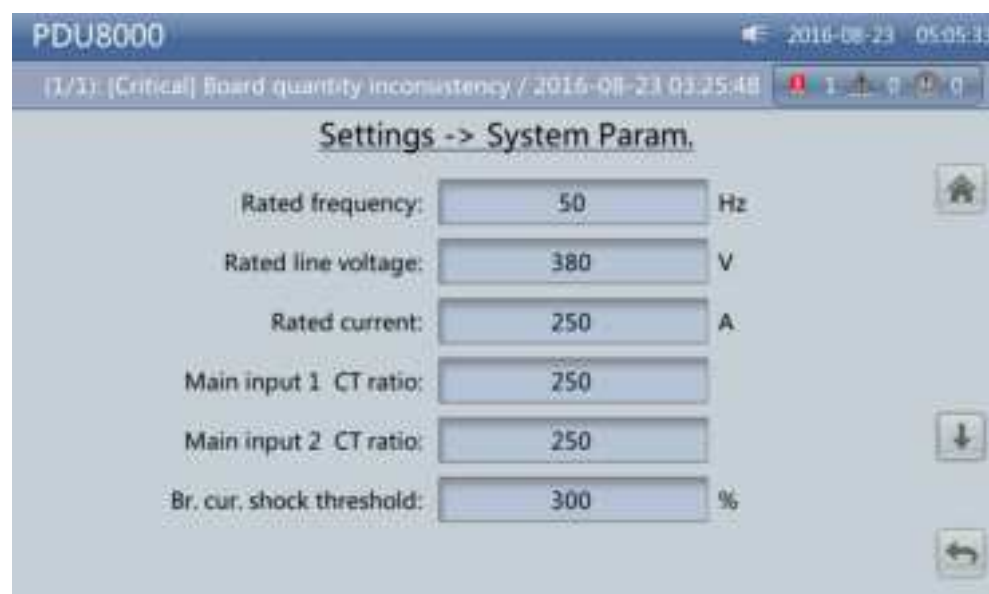 PDU8000 2016-08-23 05:05:33
(1/1): [Critical] Board quantity inconsistency / 2016-08-23 03:25:48 1 0 0
Settings -> System Param.
Rated frequency: 50 Hz
Rated line voltage: 380 V
Rated current: 250 A
Main input 1 CT ratio: 250
Main input 2 CT ratio: 250
Br. cur. shock threshold: 300 %